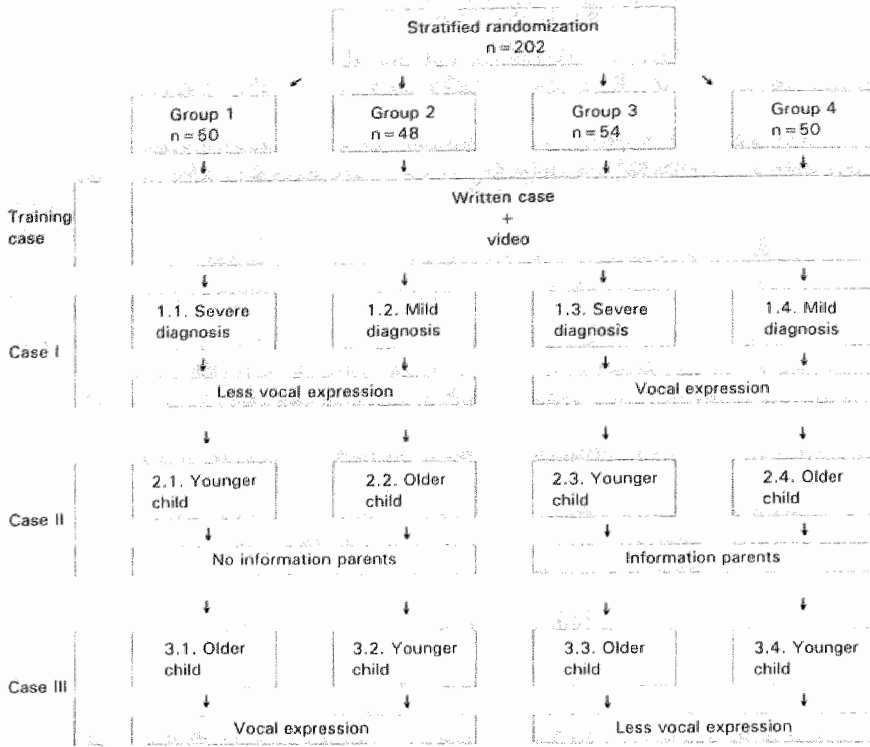 Stratified randomization
n = 202
Group 1
n = 60
Group 2
n = 48
Group 3
n = 54
Group 4
n = 50
Training
case
Written case
+
video
Case I
1.1. Severe
diagnosis
1.2. Mild
diagnosis
1.3. Severe
diagnosis
1.4. Mild
diagnosis
Less vocal expression
Vocal expression
Case II
2.1. Younger
child
2.2. Older
child
2.3. Younger
child
2.4. Older
child
No information parents
Information parents
Case III
3.1. Older
child
3.2. Younger
child
3.3. Older
child
3.4. Younger
child
Vocal expression
Less vocal expression